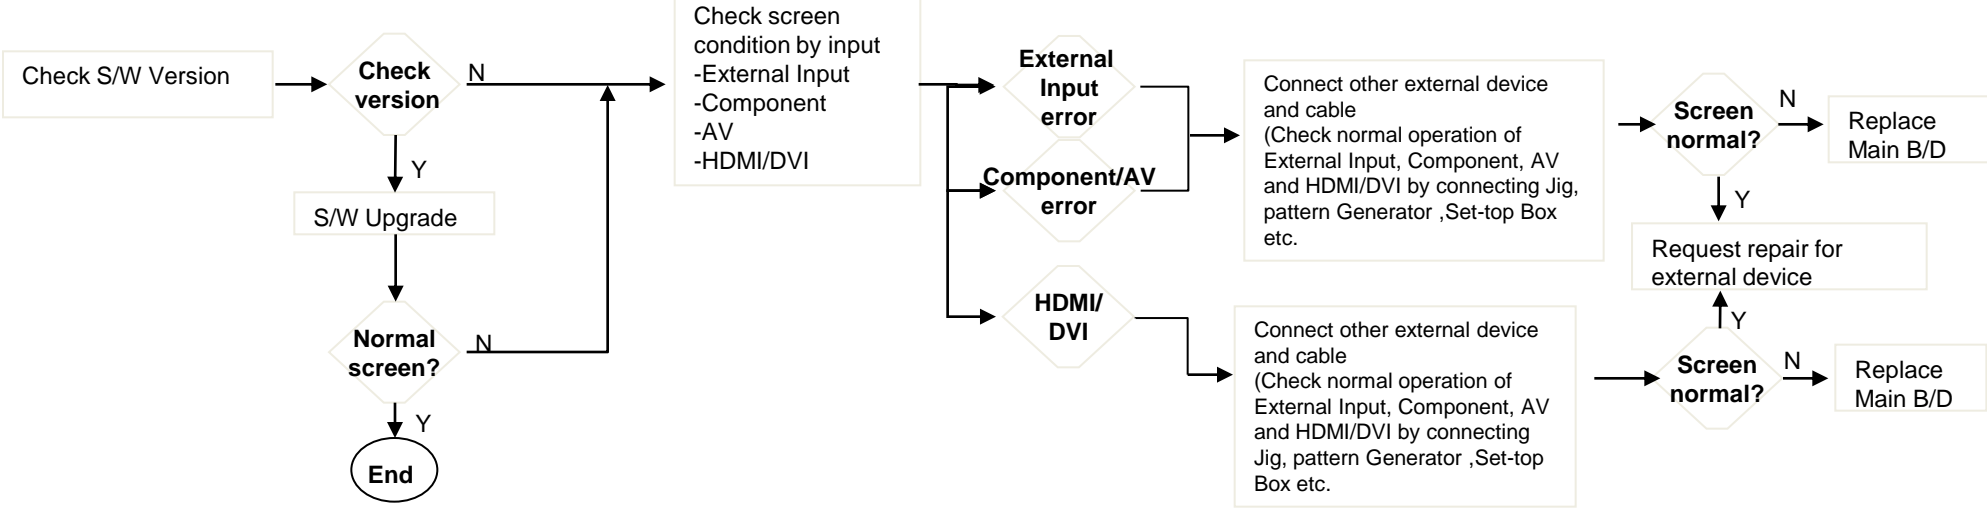 Check S/W Version
Check
version
N
Y
S/W Upgrade
Normal
screen?
N
Y
End
Check screen
condition by input
-External Input
-Component
-AV
-HDMI/DVI
External
Input
error
Component/AV
error
HDMI/
DVI
Connect other external device
and cable
(Check normal operation of
External Input, Component, AV
and HDMI/DVI by connecting Jig,
pattern Generator ,Set-top Box
etc.
Connect other external device
and cable
(Check normal operation of
External Input, Component, AV
and HDMI/DVI by connecting
Jig, pattern Generator ,Set-top
Box etc.
Screen
normal?
N
Replace
Main B/D
Y
Request repair for
external device
Y
Screen
normal?
N
Replace
Main B/D